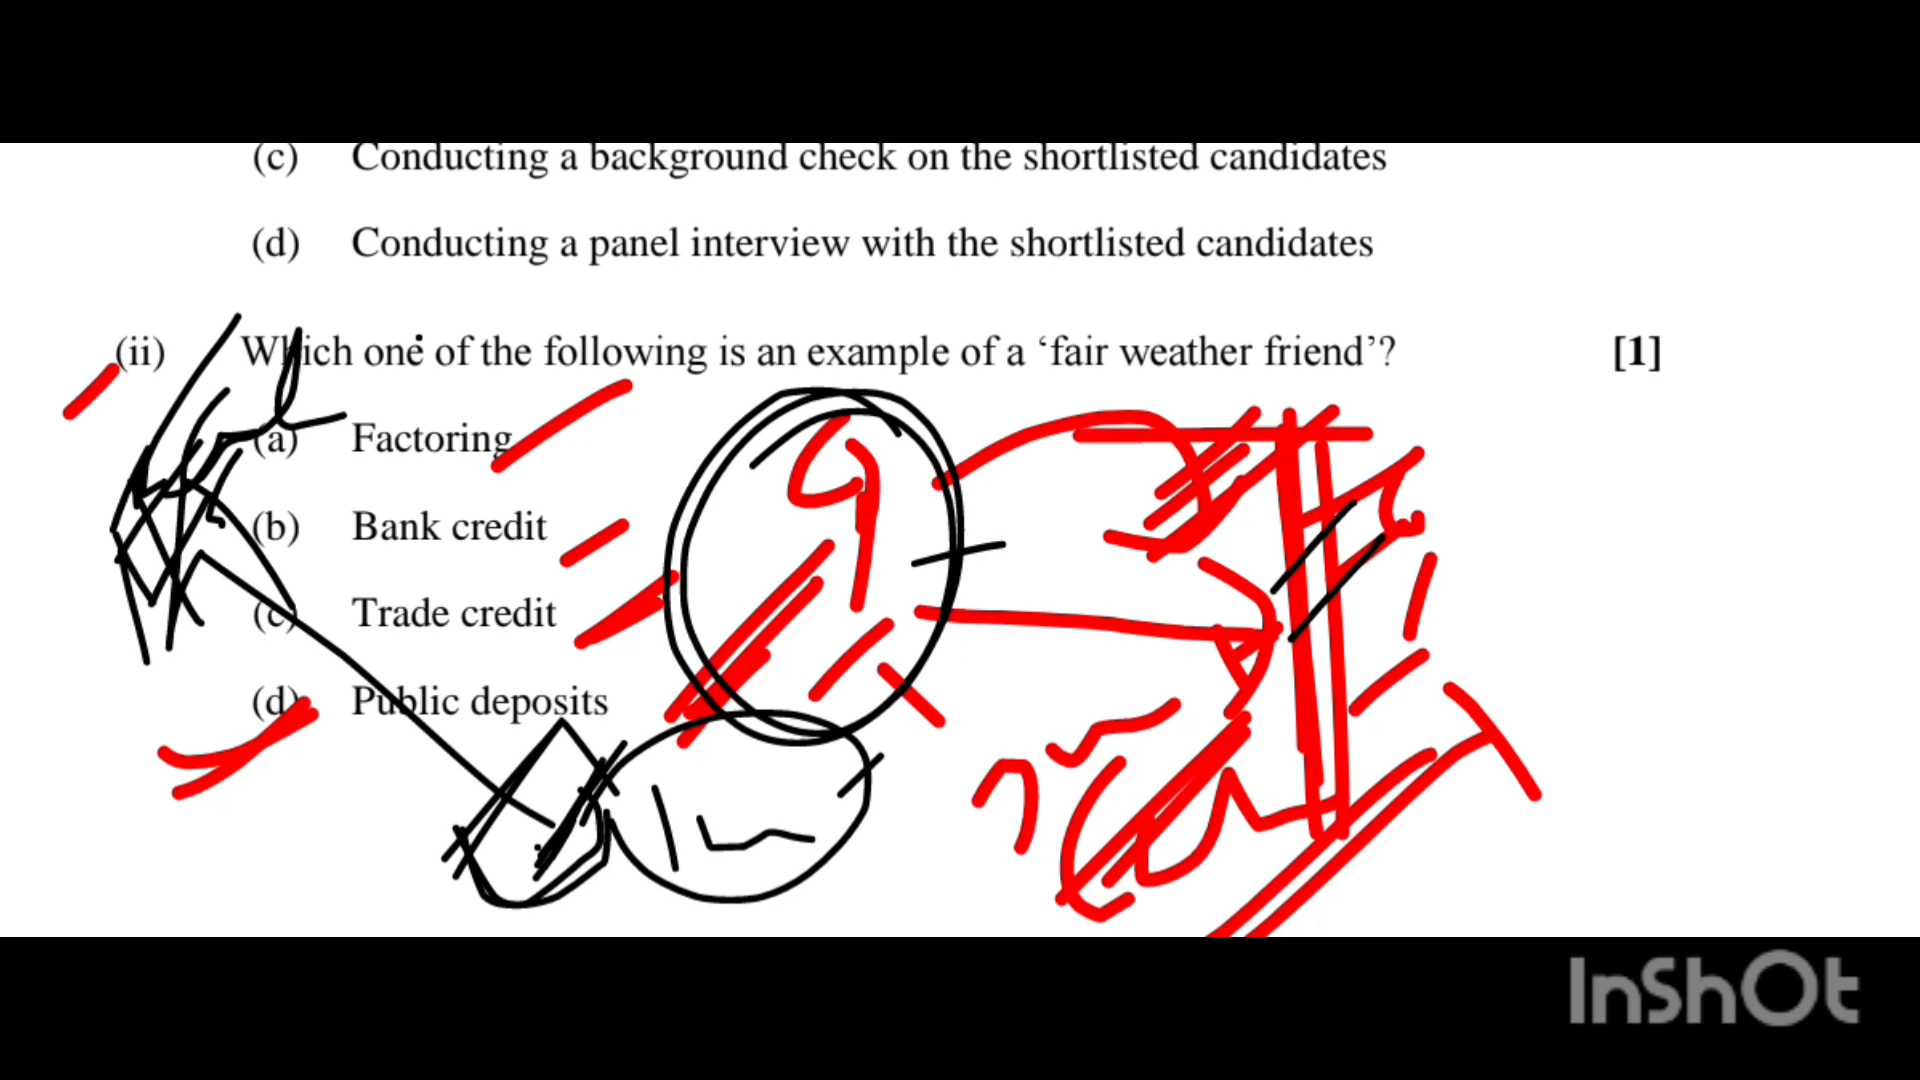 (c) Conducting a background check on the shortlisted candidates
(d) Conducting a panel interview with the shortlisted candidates
(ii) Which one of the following is an example of a ‘fair weather friend’? [1]
(a) Factoring
(b) Bank credit
(c) Trade credit
(d) Public deposits
InShOt